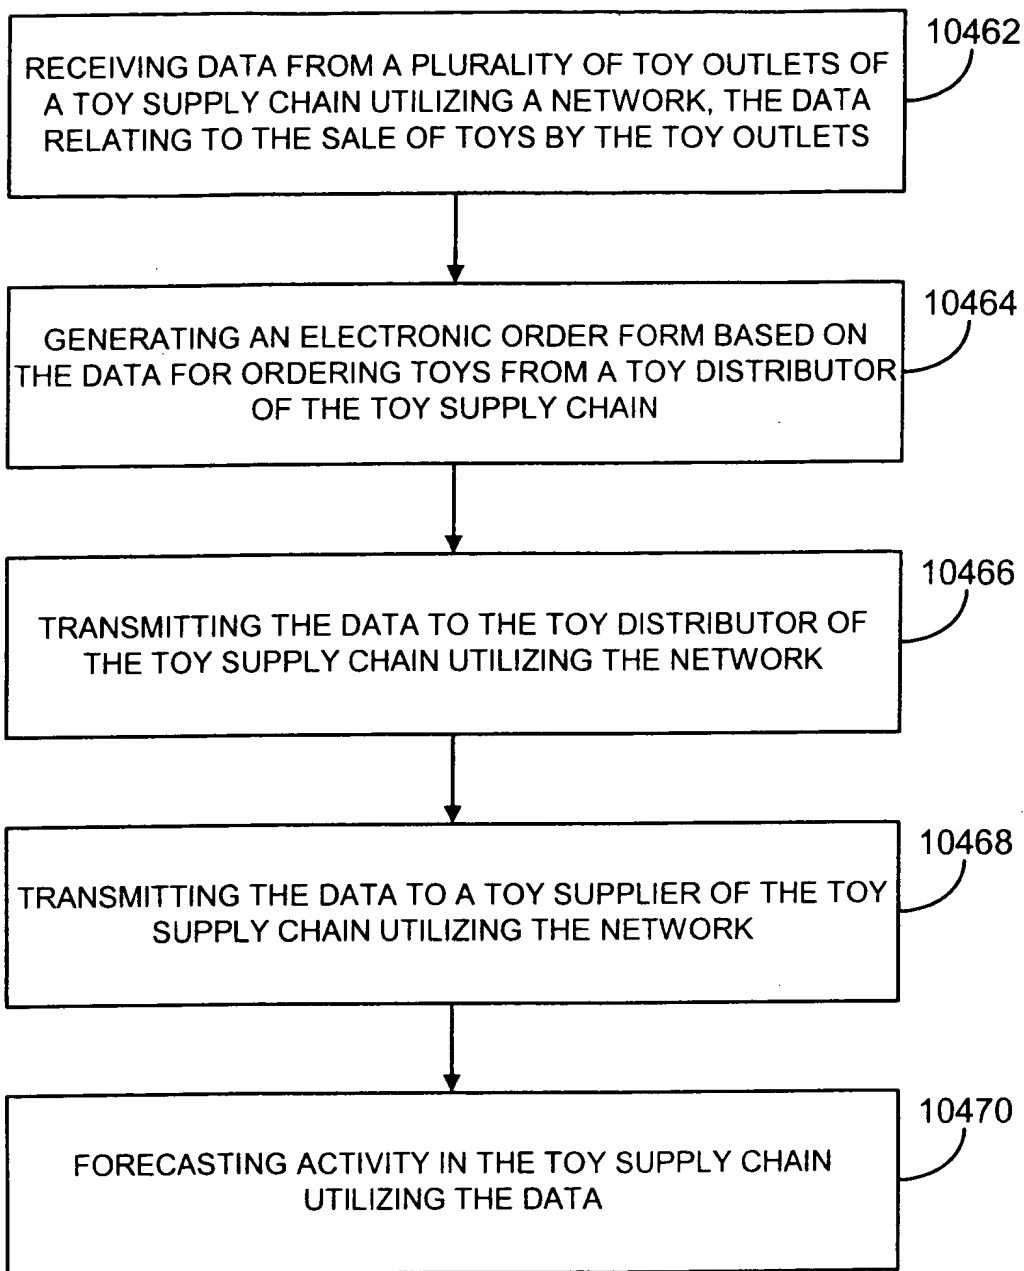 10462
RECEIVING DATA FROM A PLURALITY OF TOY OUTLETS OF
A TOY SUPPLY CHAIN UTILIZING A NETWORK, THE DATA
RELATING TO THE SALE OF TOYS BY THE TOY OUTLETS
10464
GENERATING AN ELECTRONIC ORDER FORM BASED ON
THE DATA FOR ORDERING TOYS FROM A TOY DISTRIBUTOR
OF THE TOY SUPPLY CHAIN
10466
TRANSMITTING THE DATA TO THE TOY DISTRIBUTOR OF
THE TOY SUPPLY CHAIN UTILIZING THE NETWORK
10468
TRANSMITTING THE DATA TO A TOY SUPPLIER OF THE TOY
SUPPLY CHAIN UTILIZING THE NETWORK
10470
FORECASTING ACTIVITY IN THE TOY SUPPLY CHAIN
UTILIZING THE DATA